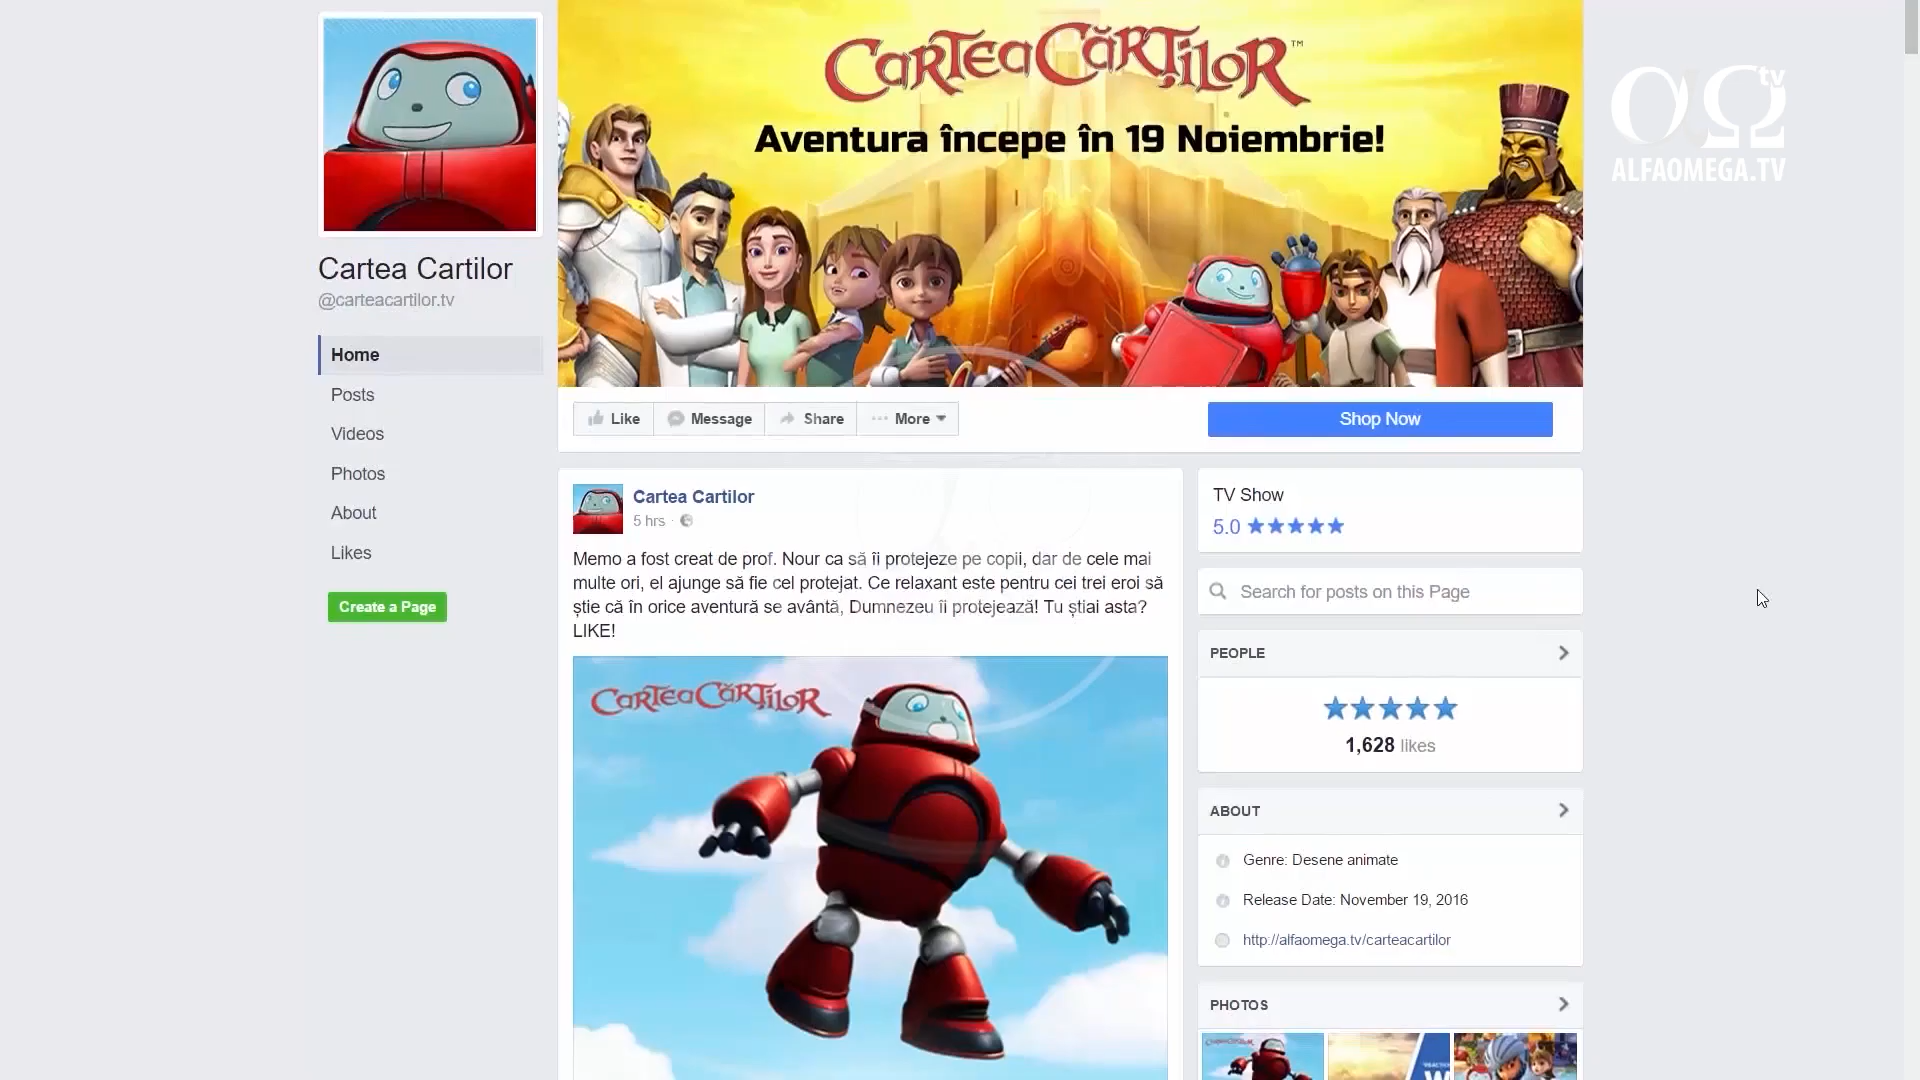 CARTEA CĂRȚILOR™
Aventura începe în 19 Noiembrie!
tv
ALFAOMEGA.TV
Cartea Cartilor
@carteacartilor.tv
Home
Posts
Videos
Photos
About
Likes
Create a Page
Like
Message
Share
More
Shop Now
Cartea Cartilor
5 hrs ·
Memo a fost creat de prof. Nour ca să îi protejeze pe copii, dar de cele mai
multe ori, el ajunge să fie cel protejat. Ce relaxant este pentru cei trei eroi să
știe că în orice aventură se avântă, Dumnezeu îi protejează! Tu știai asta?
LIKE!
CARTEA CĂRȚILOR
TV Show
5.0
Search for posts on this Page
PEOPLE
1,628 likes
ABOUT
Genre: Desene animate
Release Date: November 19, 2016
http://alfaomega.tv/carteacartilor
PHOTOS